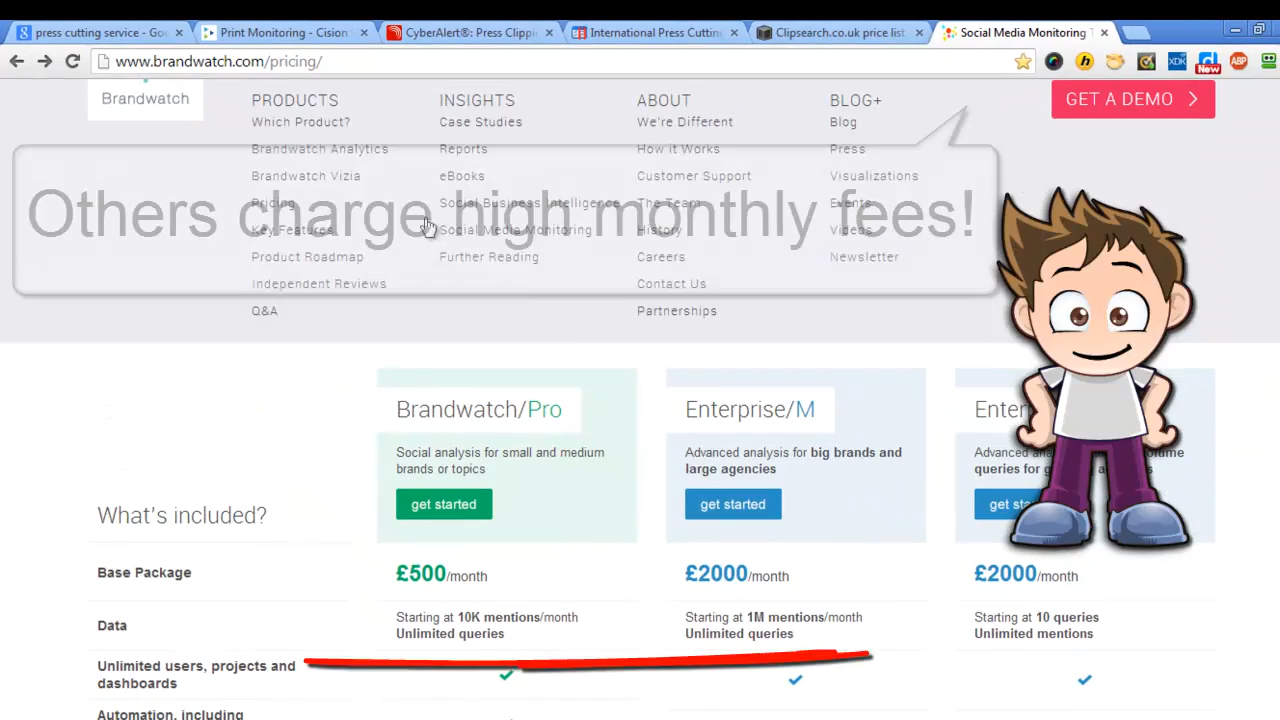 press cutting service - Go
Print Monitoring - Cision
CyberAlert®: Press Clippi
International Press Cutting
Clipsearch.co.uk price list
Social Media Monitoring T
www.brandwatch.com/pricing/
New
ABP
XDK
Brandwatch
PRODUCTS
Which Product?
Brandwatch Analytics
Brandwatch Vizia
Pricing
Key Features
Product Roadmap
Independent Reviews
Q&A
INSIGHTS
Case Studies
Reports
eBooks
Social Business Intelligence
Social Media Monitoring
Further Reading
ABOUT
We're Different
How it Works
Customer Support
The Team
History
Careers
Contact Us
Partnerships
BLOG+
Blog
Press
Visualizations
Events
Videos
Newsletter
GET A DEMO
Others charge high monthly fees!
Brandwatch/Pro
Social analysis for small and medium
brands or topics
get started
Enterprise/M
Advanced analysis for big brands and
large agencies
get started
What's included?
Base Package
£500/month
£2000/month
£2000/month
Data
Starting at 10K mentions/month
Unlimited queries
Starting at 1M mentions/month
Unlimited queries
Starting at 10 queries
Unlimited mentions
Unlimited users, projects and
dashboards
Automation, including